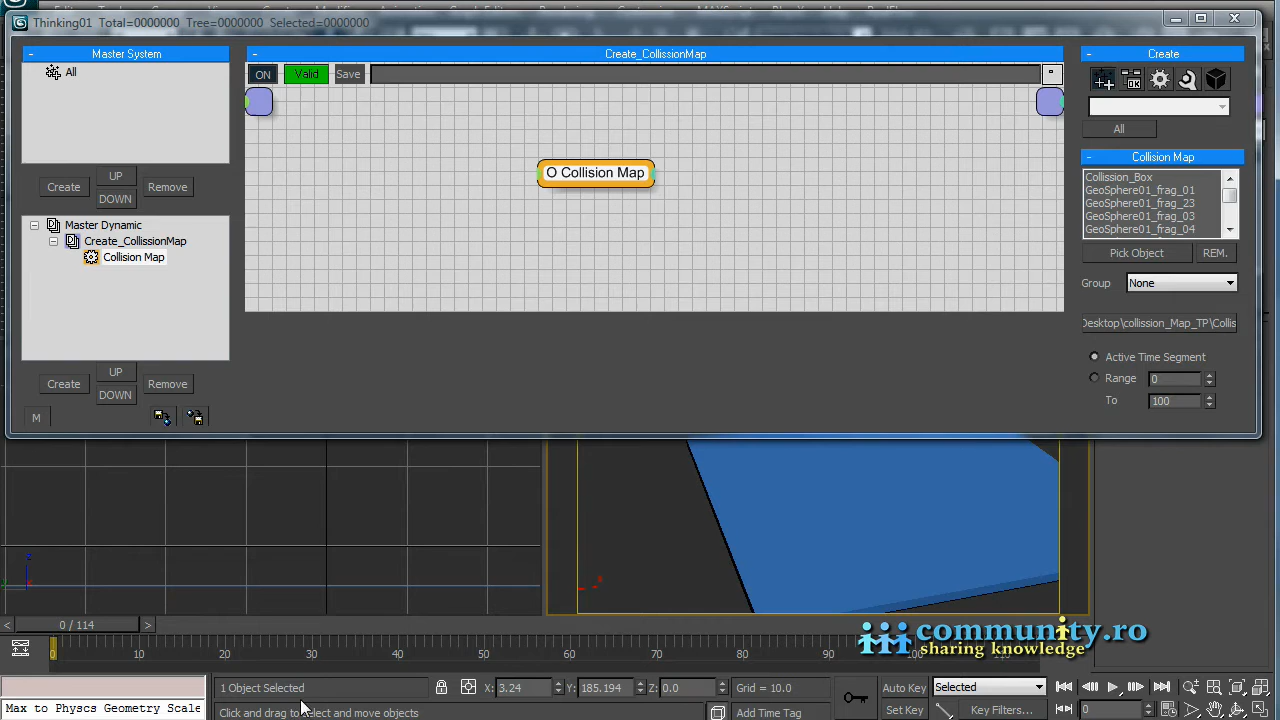 Thinking01 Total=0000000 Tree=0000000 Selected=0000000
Master System
All
Create
UP
DOWN
Remove
Master Dynamic
Create_CollissionMap
Collision Map
Create
UP
DOWN
Remove
M
Create_CollissionMap
ON
Valid
Save
O Collision Map
Create
OK
All
Collision Map
Collission_Box
GeoSphere01_frag_01
GeoSphere01_frag_23
GeoSphere01_frag_03
GeoSphere01_frag_04
Pick Object
REM.
Group
None
Desktop\collission_Map_TP\Collis
Active Time Segment
Range
0
To
100
0 / 114
0
10
20
30
40
50
60
70
80
90
100
community.ro
sharing knowledge
1 Object Selected
X: 3.24
Y: 185.194
Z: 0.0
Grid = 10.0
Auto Key
Selected
Max to Physcs Geometry Scale
Click and drag to select and move objects
Add Time Tag
Set Key
Key Filters...
0